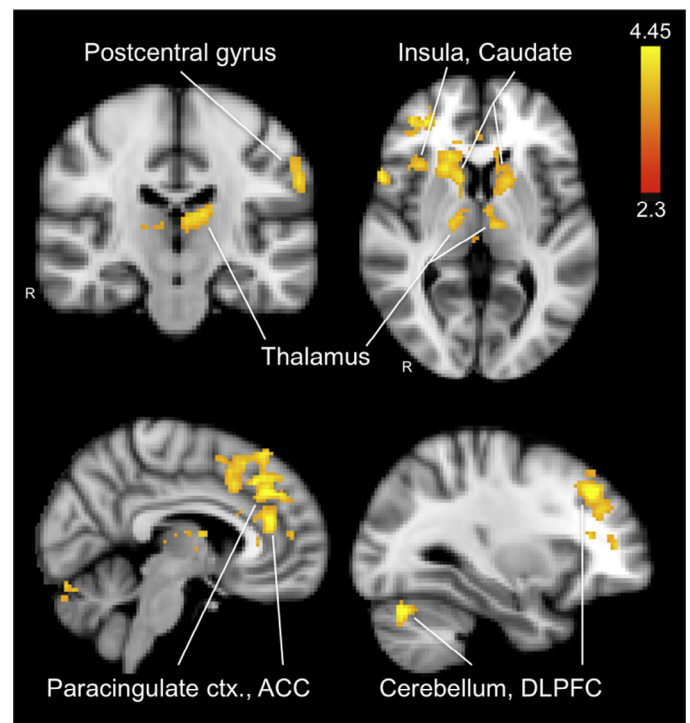 Postcentral gyrus
Insula, Caudate
4.45
2.3
R
Thalamus
R
Paracingulate ctx., ACC
Cerebellum, DLPFC